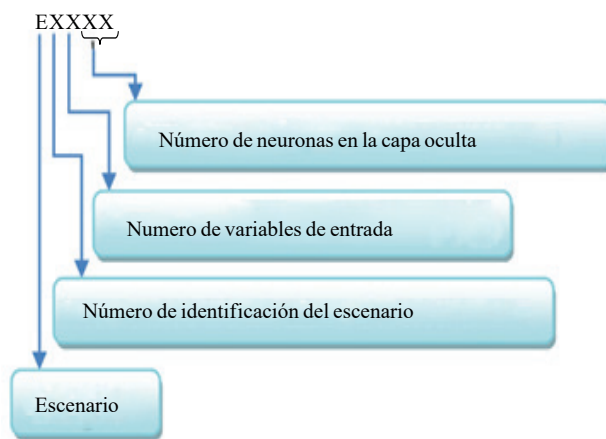 EXXXX
Número de neuronas en la capa oculta
Numero de variables de entrada
Número de identificación del escenario
Escenario